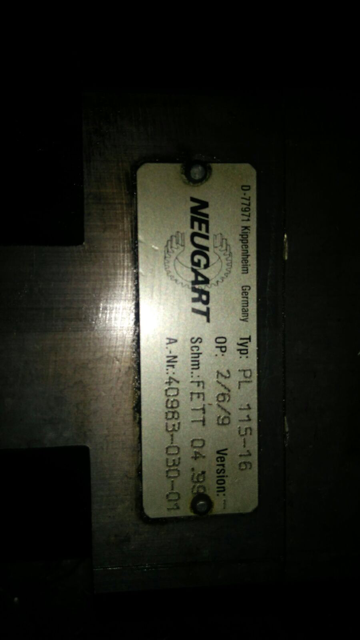 D-77971 Kippenheim Germany
NEUGART
Typ: PL 115-16
OP: 2/6/9 Version: -
Schm.: FETT 04.99
A.-Nr.: 40983-030-01